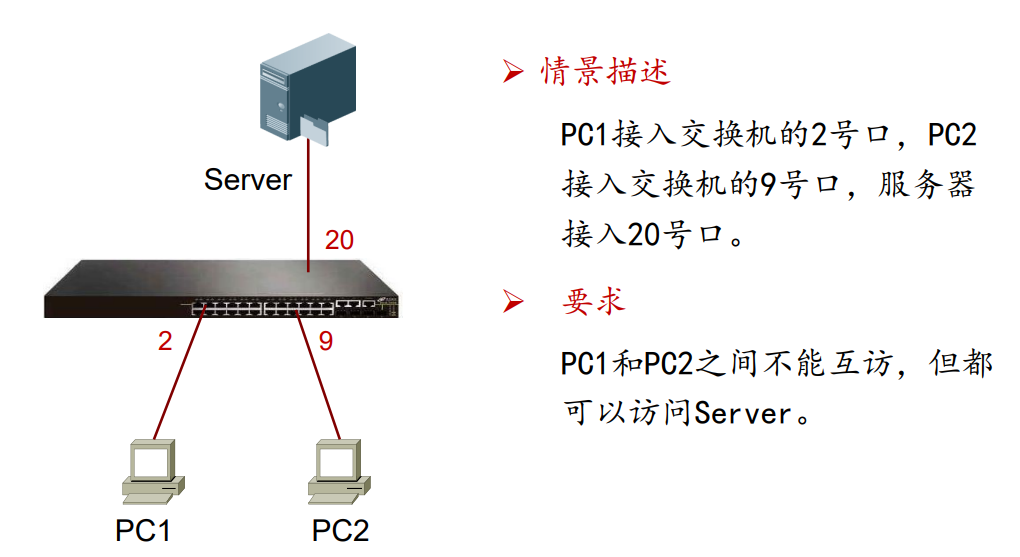 Server
20
2
9
PC1
PC2
情景描述
PC1接入交换机的2号口，PC2
接入交换机的9号口，服务器
接入20号口。
要求
PC1和PC2之间不能互访，但都
可以访问Server。